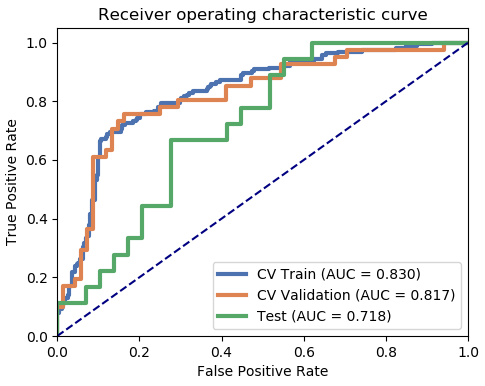 Receiver operating characteristic curve
True Positive Rate
1.0
0.8
0.6
0.4
0.2
0.0
CV Train (AUC = 0.830)
CV Validation (AUC = 0.817)
Test (AUC = 0.718)
0.0 0.2 0.4 0.6 0.8 1.0
False Positive Rate